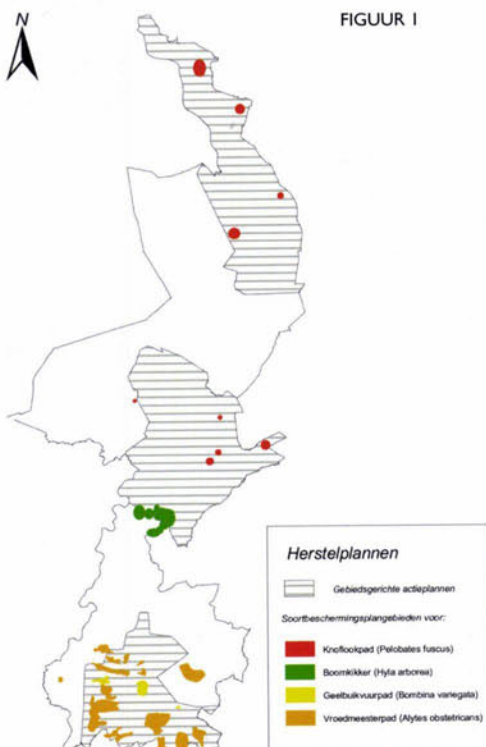 N
FIGUUR 1
Herstelplannen
Gebiedsgerichte actieplannen
Soortbeschermingsplangebieden voor:
Knoflookpad (Pelobates fuscus)
Boomkikker (Hyla arborea)
Geelbuikvuurpad (Bombina variegata)
Vroedmeesterpad (Alytes obstetricans)